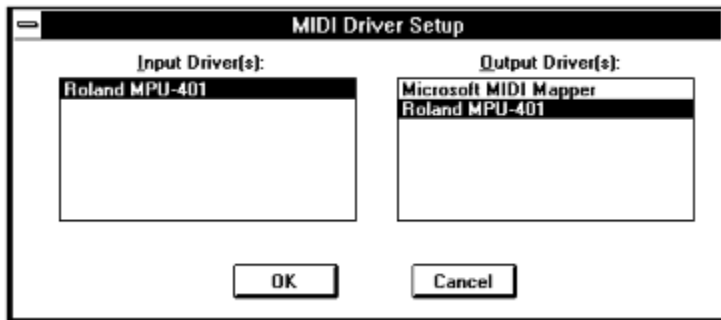 MIDI Driver Setup
Input Driver(s):
Roland MPU-401
Output Driver(s):
Microsoft MIDI Mapper
Roland MPU-401
OK
Cancel